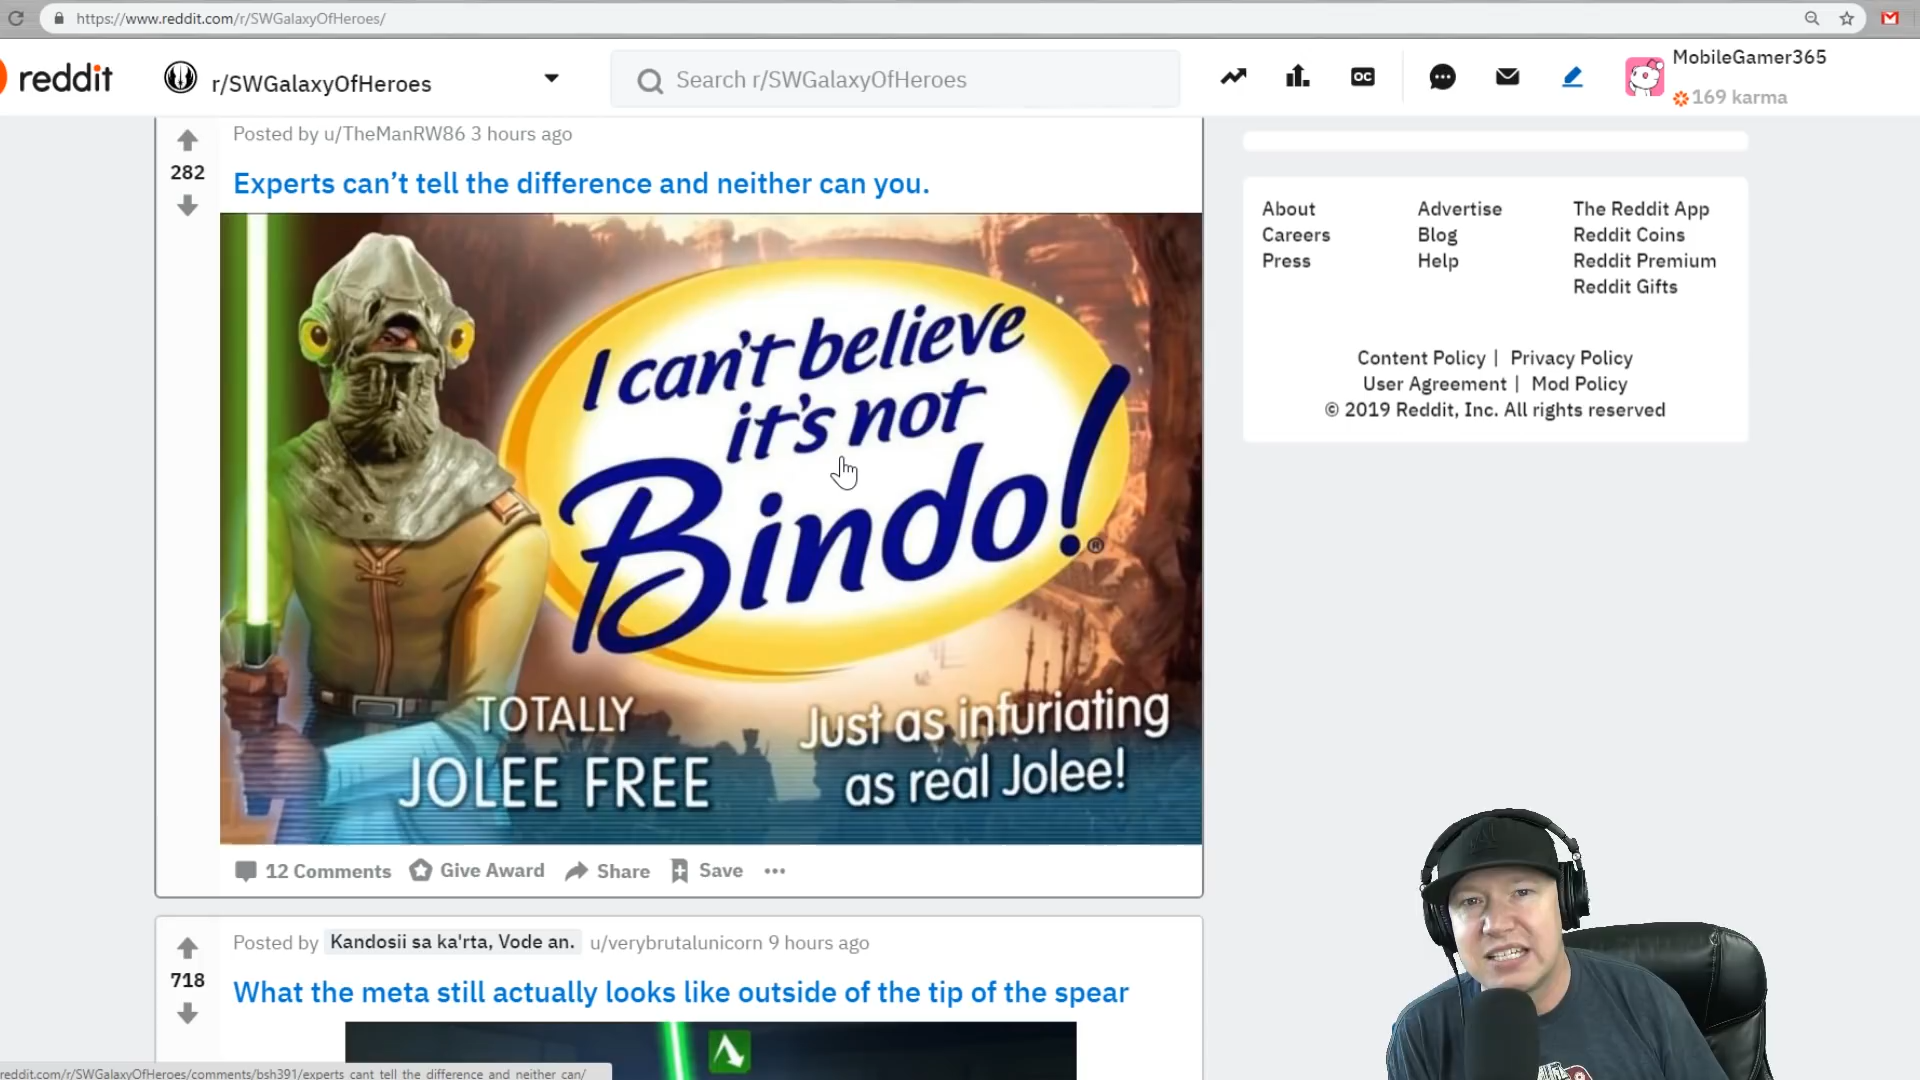 https://www.reddit.com/r/SWGalaxyOfHeroes/
reddit
r/SWGalaxyOfHeroes
Search r/SWGalaxyOfHeroes
OC
MobileGamer365
169 karma
Posted by u/TheManRW86 3 hours ago
282
Experts can’t tell the difference and neither can you.
I can't believe
it's not
Bindo!®
TOTALLY
JOLEE FREE
Just as infuriating
as real Jolee!
12 Comments Give Award Share Save ...
Posted by Kandosii sa ka'rta, Vode an. u/verybrutalunicorn 9 hours ago
718
What the meta still actually looks like outside of the tip of the spear
About Advertise The Reddit App
Careers Blog Reddit Coins
Press Help Reddit Premium
Reddit Gifts
Content Policy | Privacy Policy
User Agreement | Mod Policy
© 2019 Reddit, Inc. All rights reserved
reddit.com/r/SWGalaxyOfHeroes/comments/bsh391/experts_cant_tell_the_difference_and_neither_can/